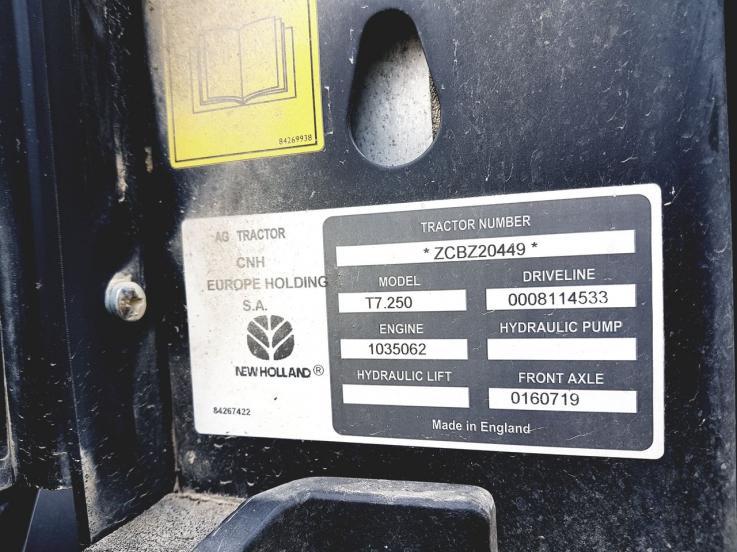 84269938
AG TRACTOR
CNH
EUROPE HOLDING
S.A.
NEW HOLLAND®
84267422
TRACTOR NUMBER
* ZCBZ20449 *
MODEL
T7.250
DRIVELINE
0008114533
ENGINE
1035062
HYDRAULIC PUMP
HYDRAULIC LIFT
FRONT AXLE
0160719
Made in England